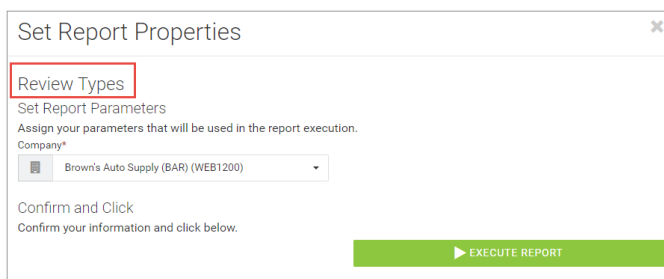 Set Report Properties
Review Types
Set Report Parameters
Assign your parameters that will be used in the report execution.
Company*
Brown's Auto Supply (BAR) (WEB1200)
Confirm and Click
Confirm your information and click below.
EXECUTE REPORT